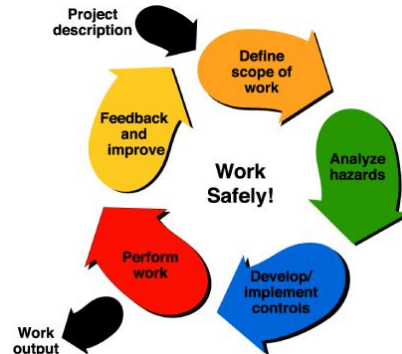 Project
description
Define
scope of
work
Analyze
hazards
Develop/
implement
controls
Perform
work
Work
output
Feedback
and
improve
Work
Safely!